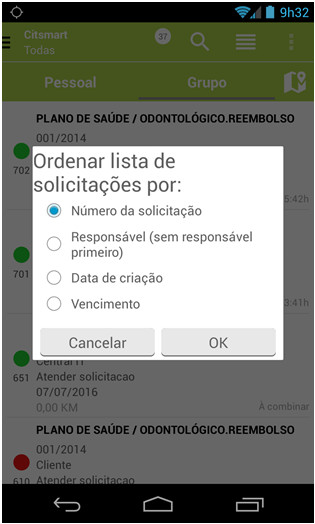 9h32
Citsmart
Todas
37
Pessoal
Grupo
PLANO DE SAÚDE / ODONTOLÓGICO.REEMBOLSO
001/2014
702
Ordenar lista de
solicitações por:
5:42h
Número da solicitação
Responsável (sem responsável
primeiro)
701
Data de criação
3:41h
Vencimento
Cancelar
OK
651
Atender solicitacao
07/07/2016
0,00 KM
À combinar
PLANO DE SAÚDE / ODONTOLÓGICO.REEMBOLSO
001/2014
Cliente
610
Atender solicitacao